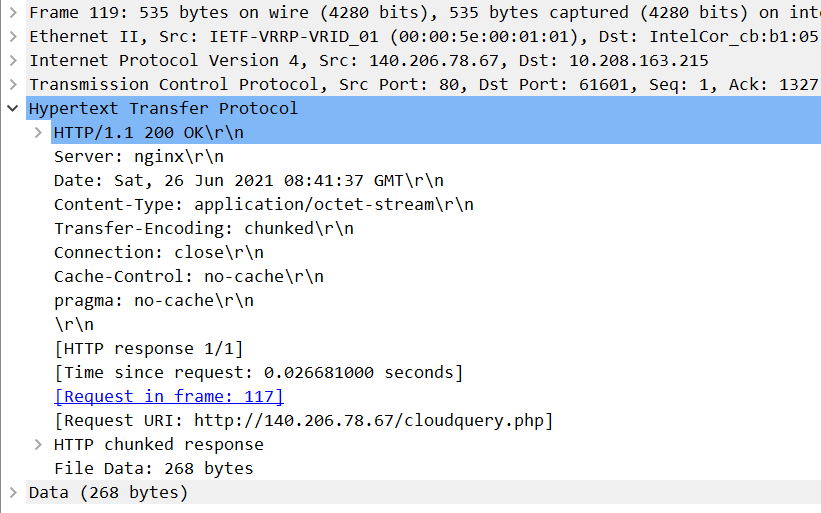 Frame 119: 535 bytes on wire (4280 bits), 535 bytes captured (4280 bits) on inte
Ethernet II, Src: IETF-VRRP-VRID_01 (00:00:5e:00:01:01), Dst: IntelCor_cb:b1:05
Internet Protocol Version 4, Src: 140.206.78.67, Dst: 10.208.163.215
Transmission Control Protocol, Src Port: 80, Dst Port: 61601, Seq: 1, Ack: 1327
Hypertext Transfer Protocol
HTTP/1.1 200 OK\r\n
Server: nginx\r\n
Date: Sat, 26 Jun 2021 08:41:37 GMT\r\n
Content-Type: application/octet-stream\r\n
Transfer-Encoding: chunked\r\n
Connection: close\r\n
Cache-Control: no-cache\r\n
pragma: no-cache\r\n
\r\n
[HTTP response 1/1]
[Time since request: 0.026681000 seconds]
[Request in frame: 117]
[Request URI: http://140.206.78.67/cloudquery.php]
HTTP chunked response
File Data: 268 bytes
Data (268 bytes)